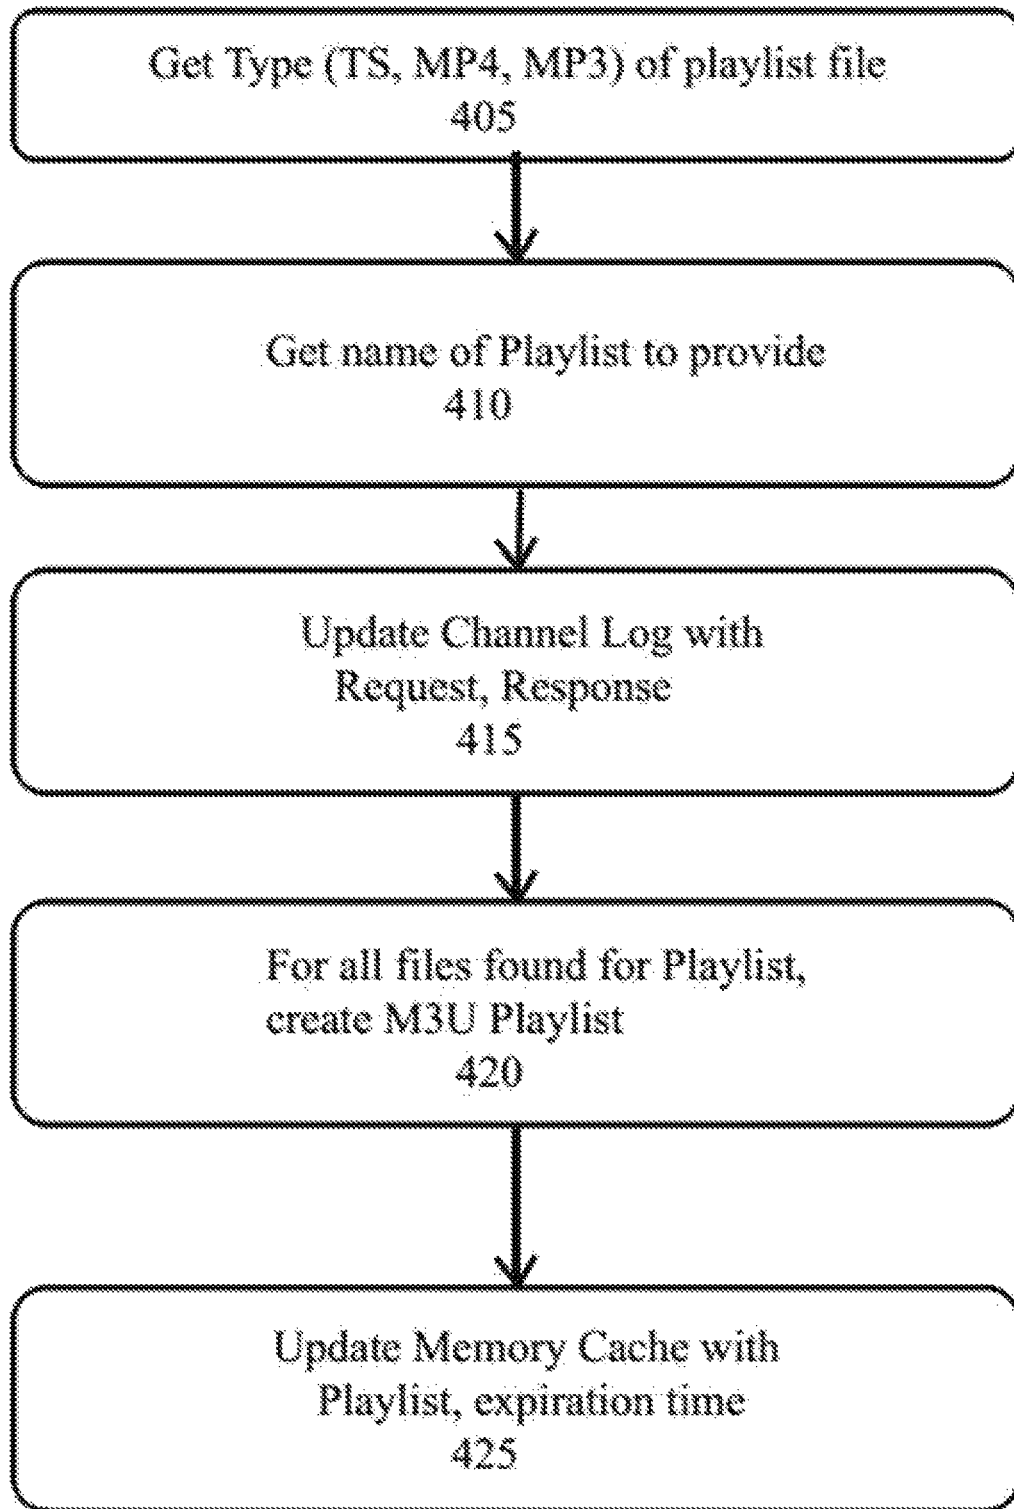 Get Type (TS, MP4, MP3) of playlist file
405
Get name of Playlist to provide
410
Update Channel Log with
Request, Response
415
For all files found for Playlist,
create M3U Playlist
420
Update Memory Cache with
Playlist, expiration time
425